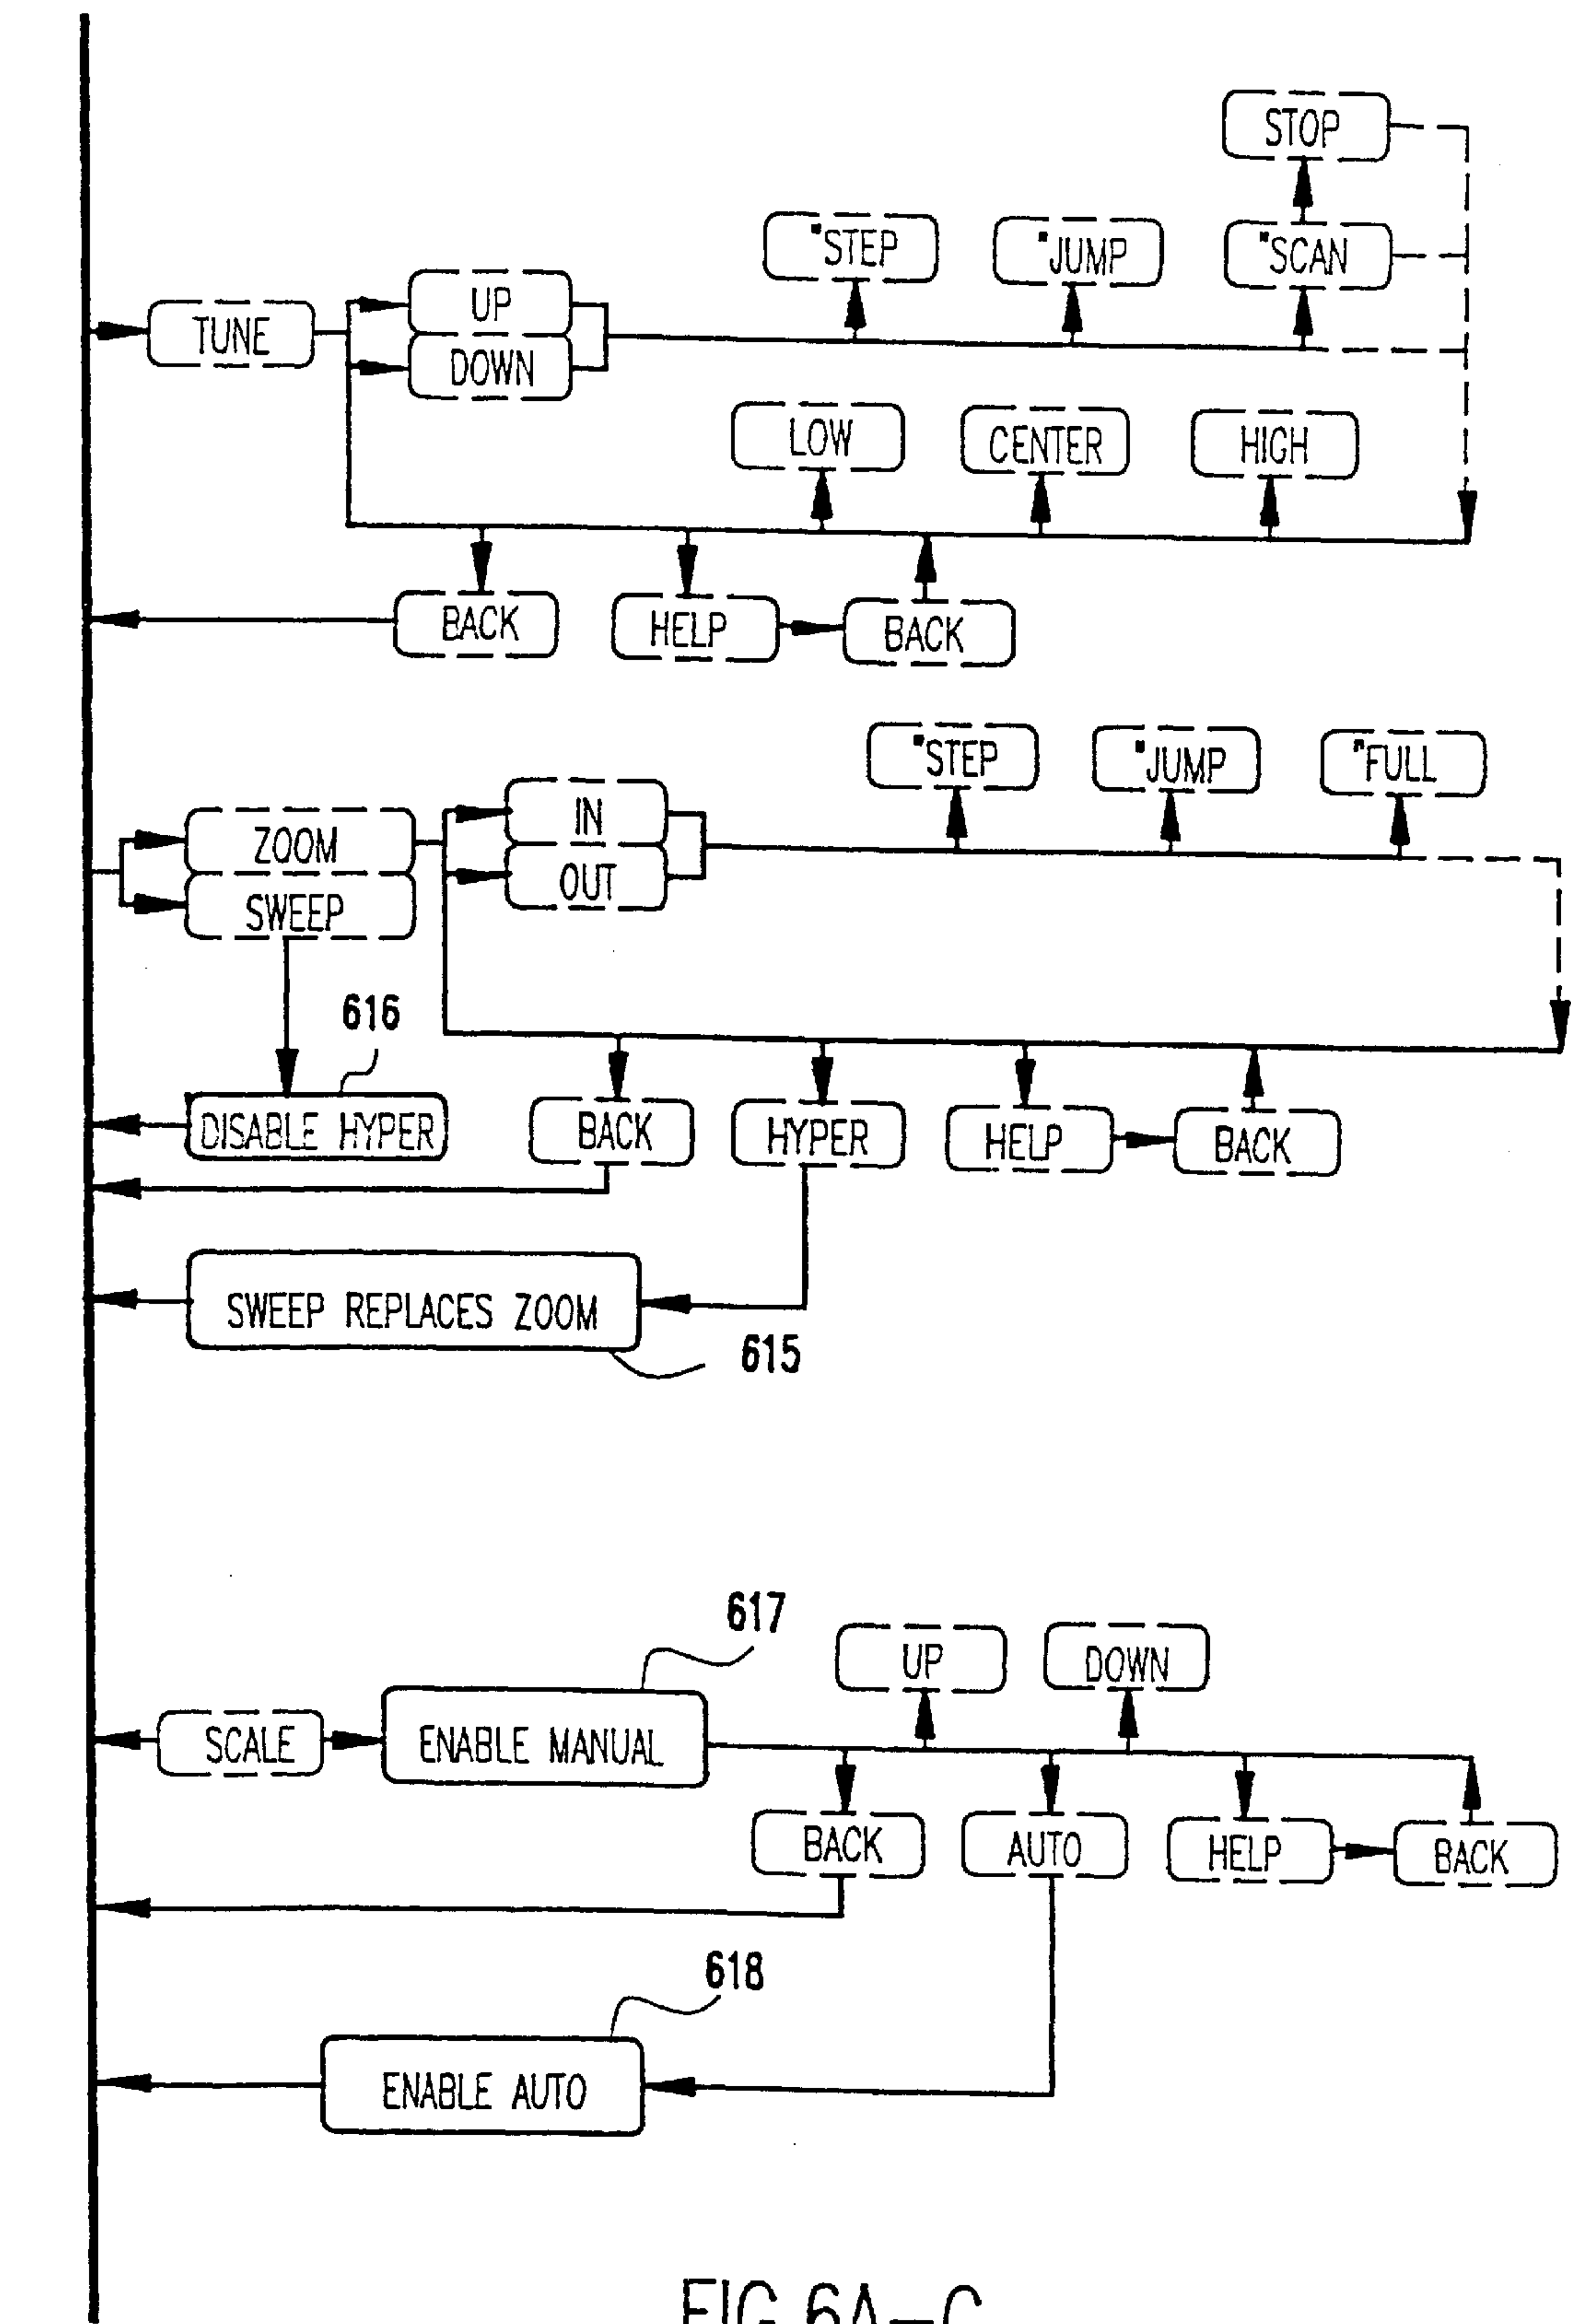 STOP
"STEP
"JUMP
"SCAN
TUNE
UP
DOWN
LOW
CENTER
HIGH
BACK
HELP
BACK
"STEP
"JUMP
"FULL
ZOOM
SWEEP
IN
OUT
616
DISABLE HYPER
BACK
HYPER
HELP
BACK
SWEEP REPLACES ZOOM
615
617
UP
DOWN
SCALE
ENABLE MANUAL
BACK
AUTO
HELP
BACK
618
ENABLE AUTO
FIG 6A-C